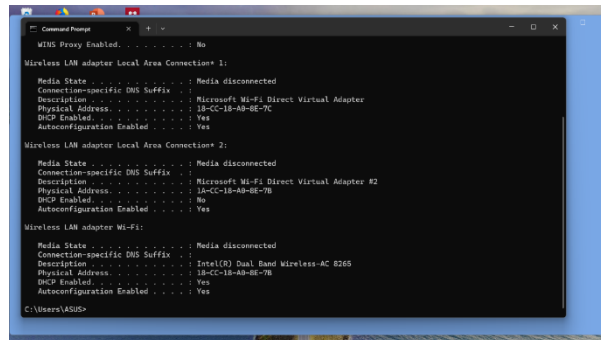 Command Prompt
WINS Proxy Enabled. . . . . . . . : No
Wireless LAN adapter Local Area Connection* 1:
Media State . . . . . . . . . . . : Media disconnected
Connection-specific DNS Suffix  . :
Description . . . . . . . . . . . : Microsoft Wi-Fi Direct Virtual Adapter
Physical Address. . . . . . . . . : 18-CC-18-A0-8E-7C
DHCP Enabled. . . . . . . . . . . : Yes
Autoconfiguration Enabled . . . . : Yes
Wireless LAN adapter Local Area Connection* 2:
Media State . . . . . . . . . . . : Media disconnected
Connection-specific DNS Suffix  . :
Description . . . . . . . . . . . : Microsoft Wi-Fi Direct Virtual Adapter #2
Physical Address. . . . . . . . . : 1A-CC-18-A0-8E-7B
DHCP Enabled. . . . . . . . . . . : No
Autoconfiguration Enabled . . . . : Yes
Wireless LAN adapter Wi-Fi:
Media State . . . . . . . . . . . : Media disconnected
Connection-specific DNS Suffix  . :
Description . . . . . . . . . . . : Intel(R) Dual Band Wireless-AC 8265
Physical Address. . . . . . . . . : 18-CC-18-A0-8E-7B
DHCP Enabled. . . . . . . . . . . : Yes
Autoconfiguration Enabled . . . . : Yes
C:\Users\ASUS>